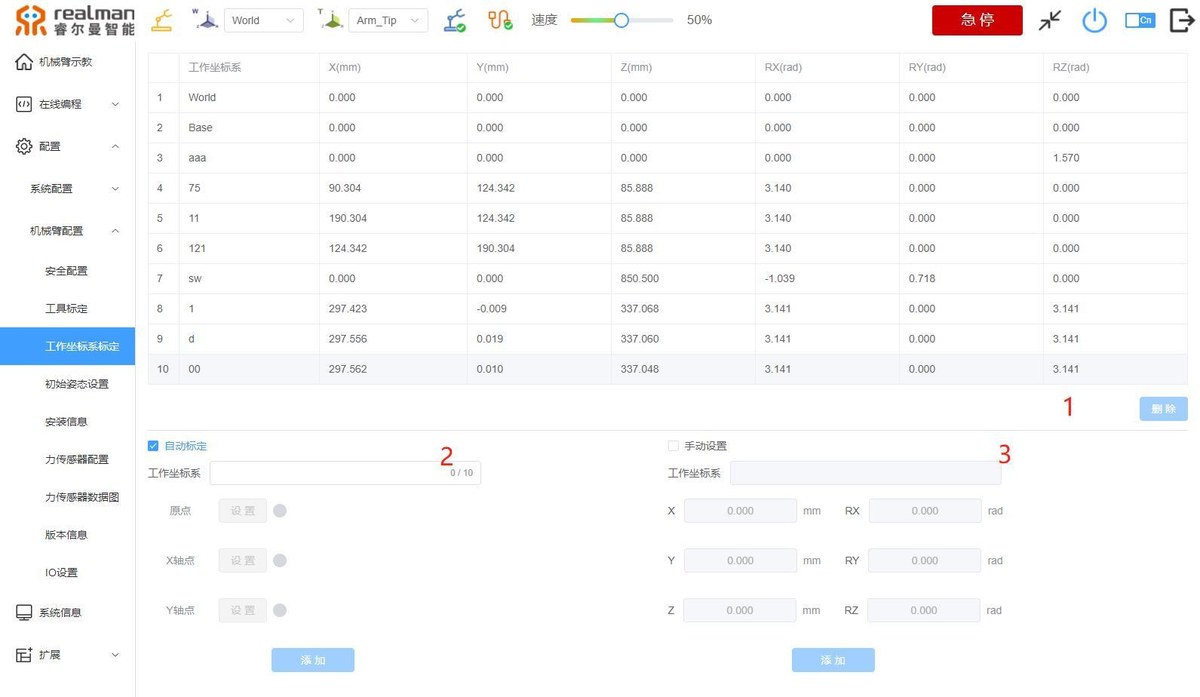 realman
睿尔曼智能
W World T Arm_Tip 速度 50% 急停 Cn
机械臂示教
在线编程
配置
系统配置
机械臂配置
安全配置
工具标定
工作坐标系标定
初始姿态设置
安装信息
力传感器配置
力传感器数据图
版本信息
IO设置
系统信息
扩展
工作坐标系 X(mm) Y(mm) Z(mm) RX(rad) RY(rad) RZ(rad)
1 World 0.000 0.000 0.000 0.000 0.000 0.000
2 Base 0.000 0.000 0.000 0.000 0.000 0.000
3 aaa 0.000 0.000 0.000 0.000 0.000 1.570
4 75 90.304 124.342 85.888 3.140 0.000 0.000
5 11 190.304 124.342 85.888 3.140 0.000 0.000
6 121 124.342 190.304 85.888 3.140 0.000 0.000
7 sw 0.000 0.000 850.500 -1.039 0.718 0.000
8 1 297.423 -0.009 337.068 3.141 0.000 3.141
9 d 297.556 0.019 337.060 3.141 0.000 3.141
10 00 297.562 0.010 337.048 3.141 0.000 3.141
1 删除
自动标定 2
工作坐标系 0 / 10
原点 设置
X轴点 设置
Y轴点 设置
添加
手动设置 3
工作坐标系
X 0.000 mm RX 0.000 rad
Y 0.000 mm RY 0.000 rad
Z 0.000 mm RZ 0.000 rad
添加